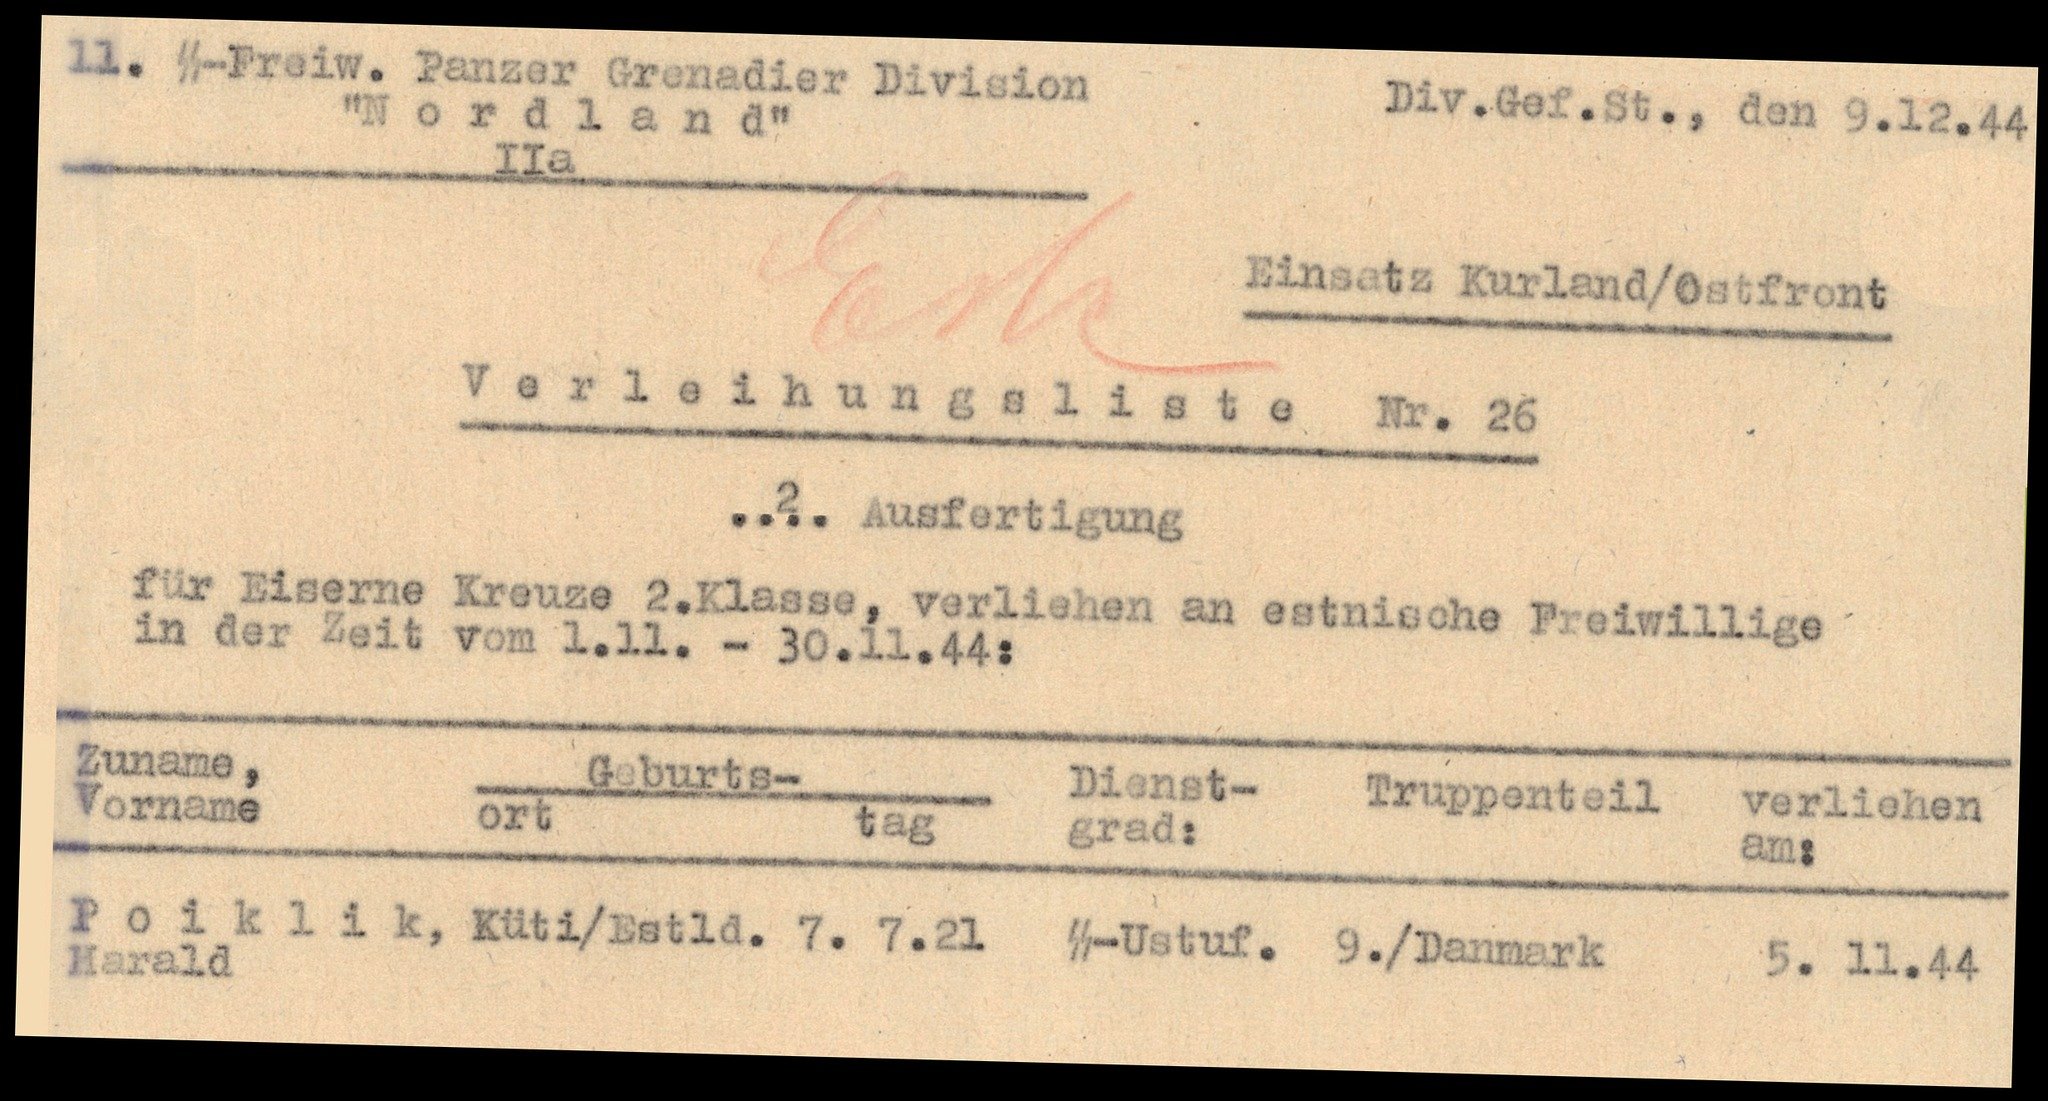 11. ᛋᛋ-Freiw. Panzer Grenadier Division
"N o r d l a n d"
IIa
Div.Gef.St., den 9.12.44
Einsatz Kurland/Ostfront
V e r l e i h u n g s l i s t e Nr. 26
..2.. Ausfertigung
für Eiserne Kreuze 2.Klasse, verliehen an estnische Freiwillige
in der Zeit vom 1.11. - 30.11.44:
Zuname, Geburts- Dienst- Truppenteil verliehen
Vorname ort tag grad: am:
P o i k l i k, Küti/Estld. 7. 7.21 ᛋᛋ-Ustuf. 9./Danmark 5. 11.44
Harald